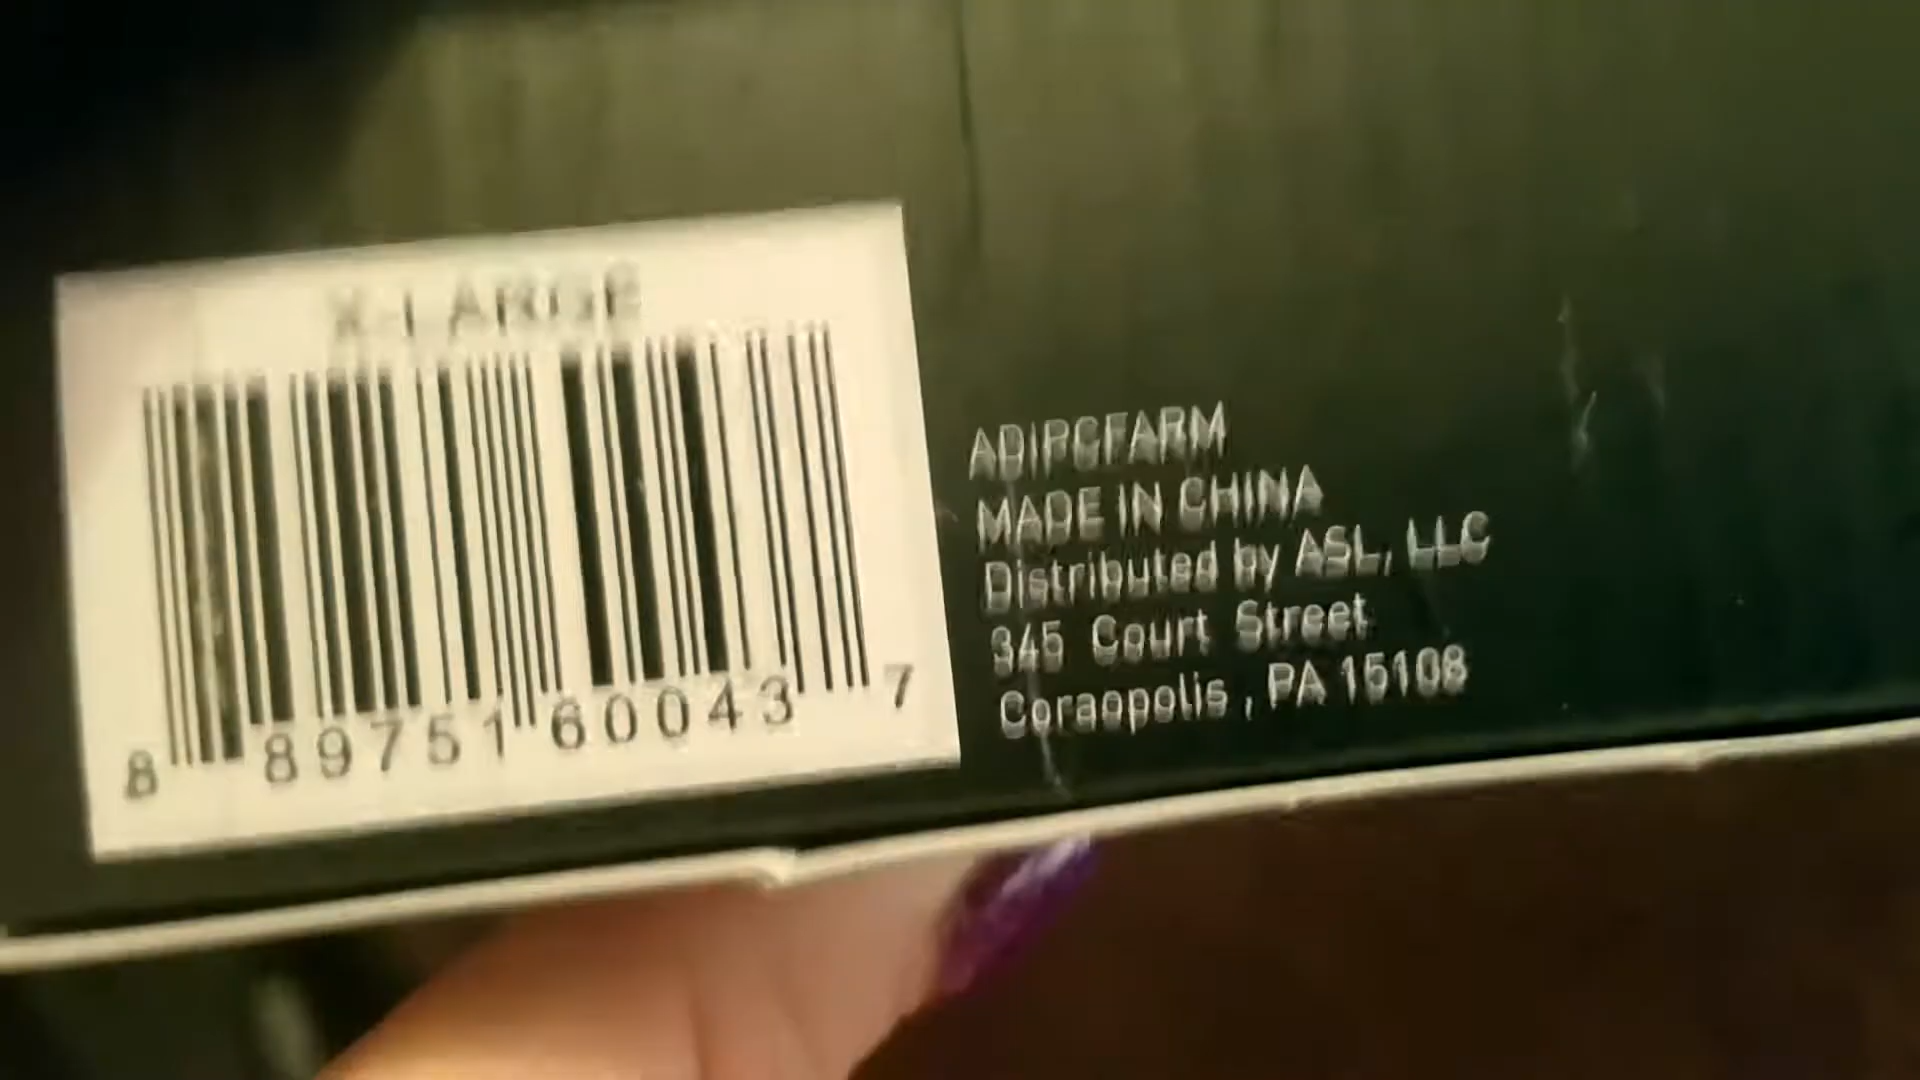 X-LARGE
8 89751 60043 7
ADIPCFARM
MADE IN CHINA
Distributed by ASL, LLC
345 Court Street
Coraopolis , PA 15108